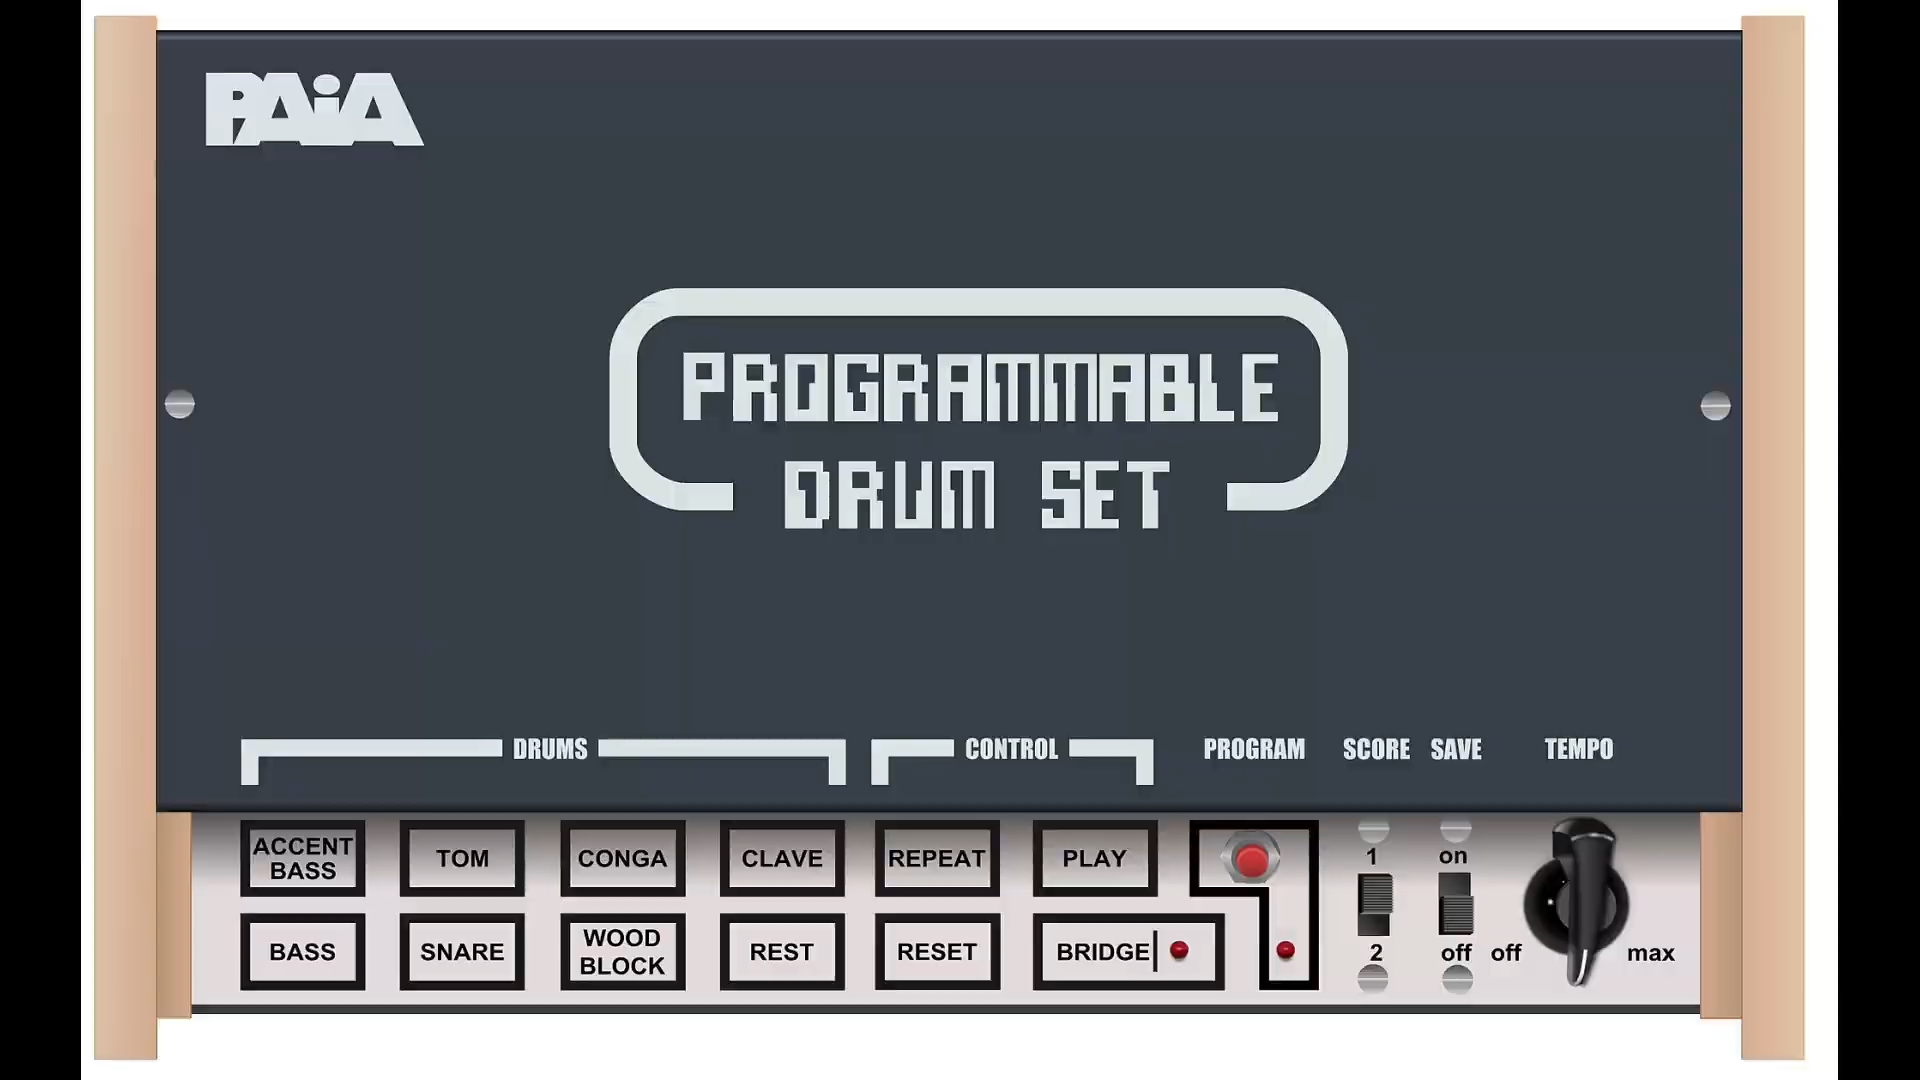 PAiA
PROGRAMMABLE
DRUM SET
DRUMS
CONTROL
PROGRAM
SCORE
SAVE
TEMPO
ACCENT
BASS
TOM
CONGA
CLAVE
REPEAT
PLAY
1
on
BASS
SNARE
WOOD
BLOCK
REST
RESET
BRIDGE
2
off
off
max